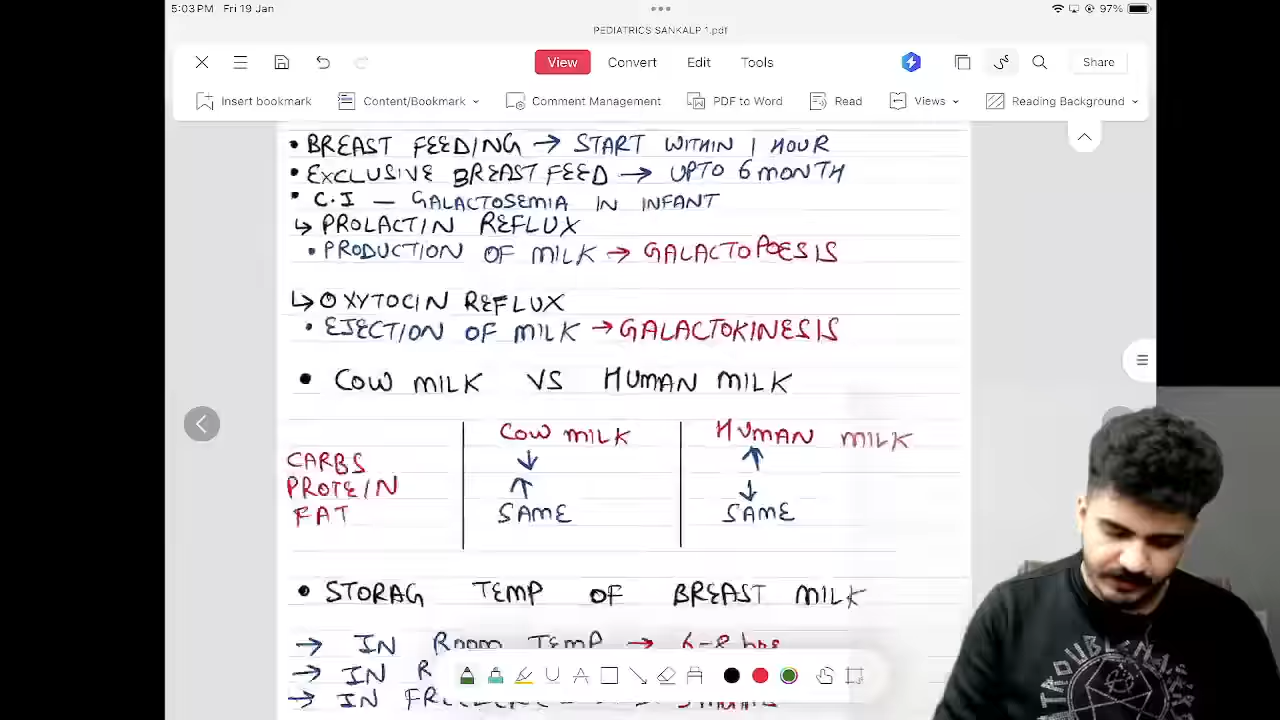 5:03 PM Fri 19 Jan
97%
PEDIATRICS SANKALP 1.pdf
View Convert Edit Tools
Share
Insert bookmark Content/Bookmark Comment Management PDF to Word Read Views Reading Background
• BREAST FEEDING → START WITHIN 1 HOUR
• EXCLUSIVE BREAST FEED → UPTO 6 MONTH
• C.I — GALACTOSEMIA IN INFANT
↳ PROLACTIN REFLUX
• PRODUCTION OF MILK → GALACTOPOESIS
↳ OXYTOCIN REFLUX
• EJECTION OF MILK → GALACTOKINESIS
• COW MILK VS HUMAN MILK
COW MILK HUMAN MILK
CARBS ↓ ↑
PROTEIN ↑ ↓
FAT SAME SAME
• STORAG TEMP OF BREAST MILK
→ IN ROOM TEMP → 6-8 hrs
→ IN R
→ IN
TROUBLEMAKER